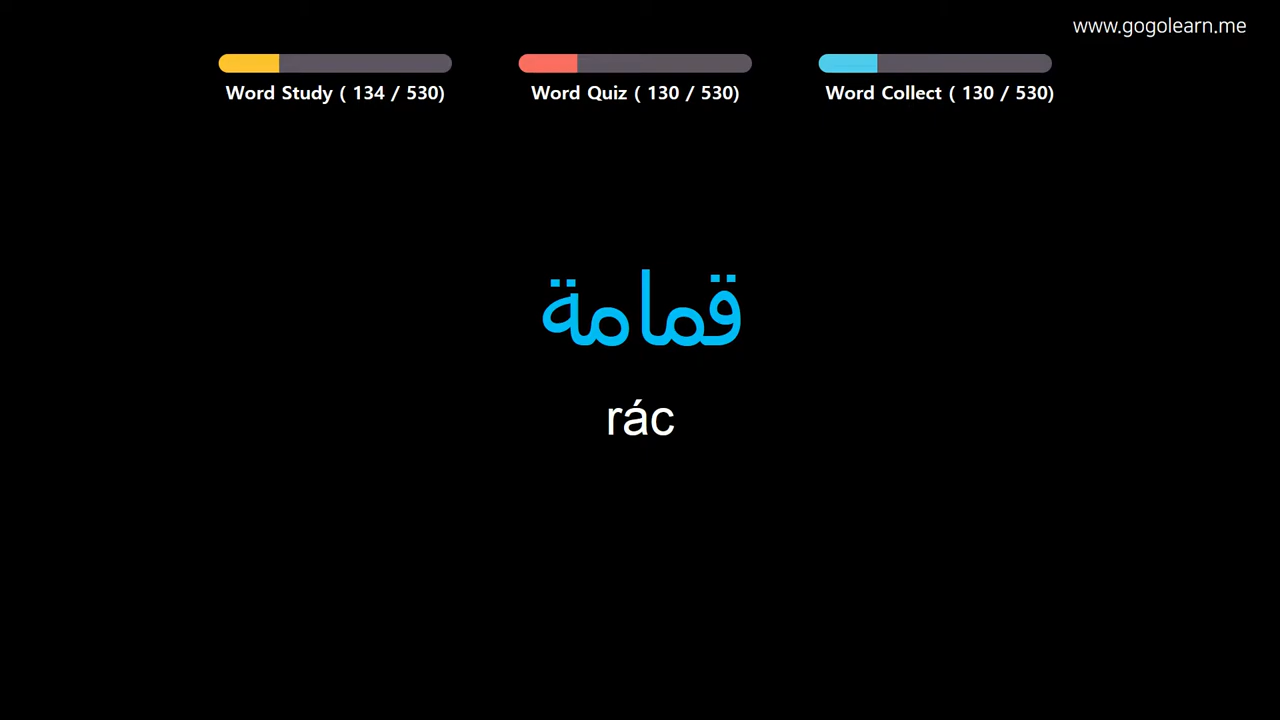 www.gogolearn.me
Word Study ( 134 / 530)
Word Quiz ( 130 / 530)
Word Collect ( 130 / 530)
قمامة
rác